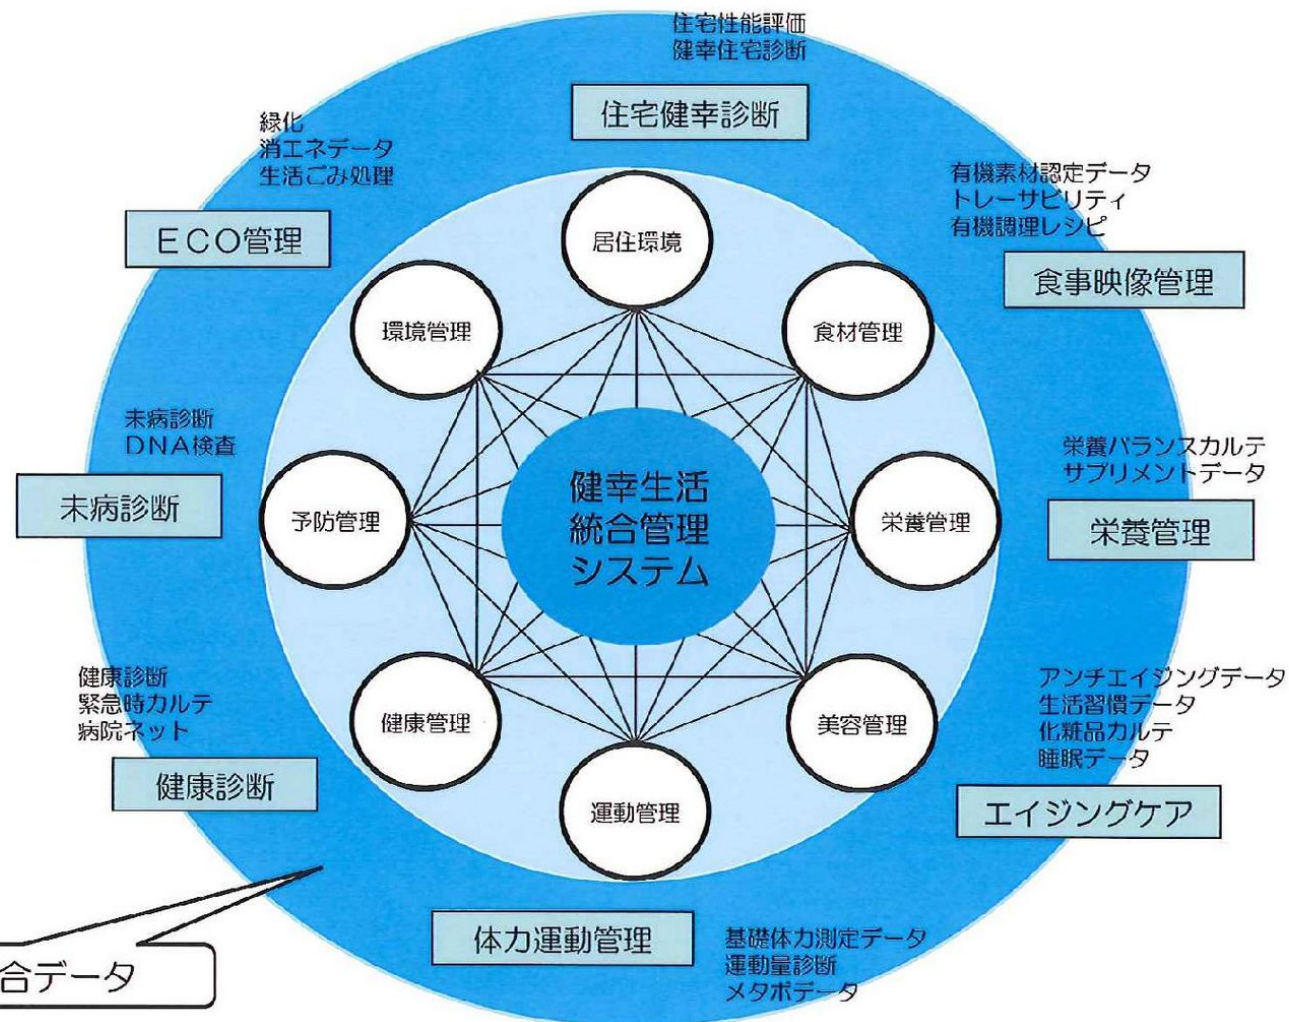 住宅性能評価
健幸住宅診断
住宅健幸診断
緑化
消エネデータ
生活ごみ処理
ECO管理
有機素材認定データ
トレーサビリティ
有機調理レシピ
食事映像管理
居住環境
環境管理
食材管理
未病診断
DNA検査
未病診断
予防管理
健幸生活
統合管理
システム
栄養管理
栄養バランスカルテ
サプリメントデータ
栄養管理
健康診断
緊急時カルテ
病院ネット
健康診断
健康管理
運動管理
美容管理
アンチエイジングデータ
生活習慣データ
化粧品カルテ
睡眠データ
エイジングケア
体力運動管理
基礎体力測定データ
運動量診断
メタボデータ
合データ